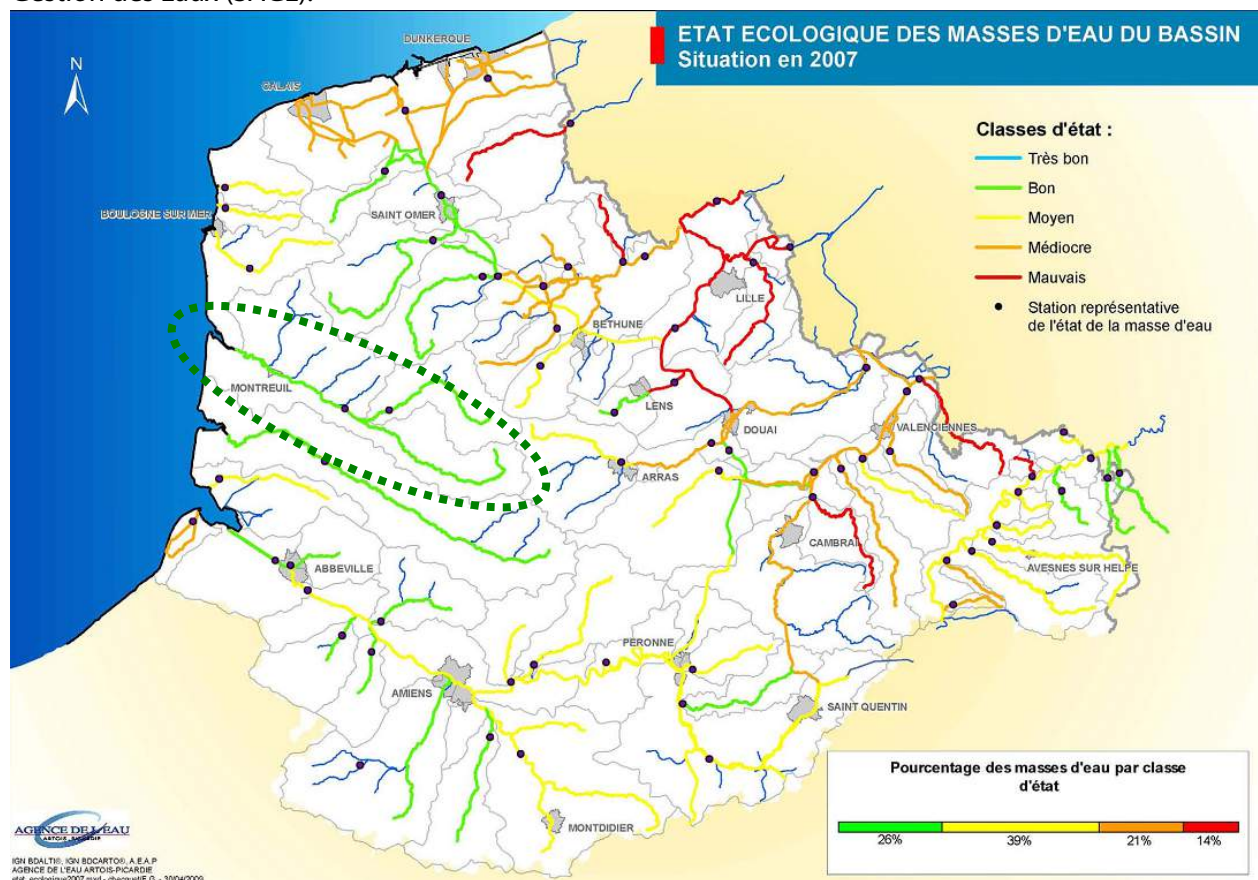 Gestion des Eaux (SAGE).
ETAT ECOLOGIQUE DES MASSES D'EAU DU BASSIN
Situation en 2007
N
DUNKERQUE
CALAIS
Classes d'état :
Très bon
Bon
Moyen
Médiocre
Mauvais
Station représentative
de l'état de la masse d'eau
BOULOGNE SUR MER
SAINT OMER
LILLE
BETHUNE
MONTREUIL
LENS
DOUAI
VALENCIENNES
ARRAS
CAMBRAI
AVESNES SUR HELPE
ABBEVILLE
PERONNE
AMIENS
SAINT QUENTIN
MONTDIDIER
Pourcentage des masses d'eau par classe
d'état
26% 39% 21% 14%
AGENCE DE L'EAU
ARTOIS - PICARDIE
IGN BDALTI®, IGN BDCARTO®, A.E.A.P
AGENCE DE L'EAU ARTOIS-PICARDIE
30/04/2009